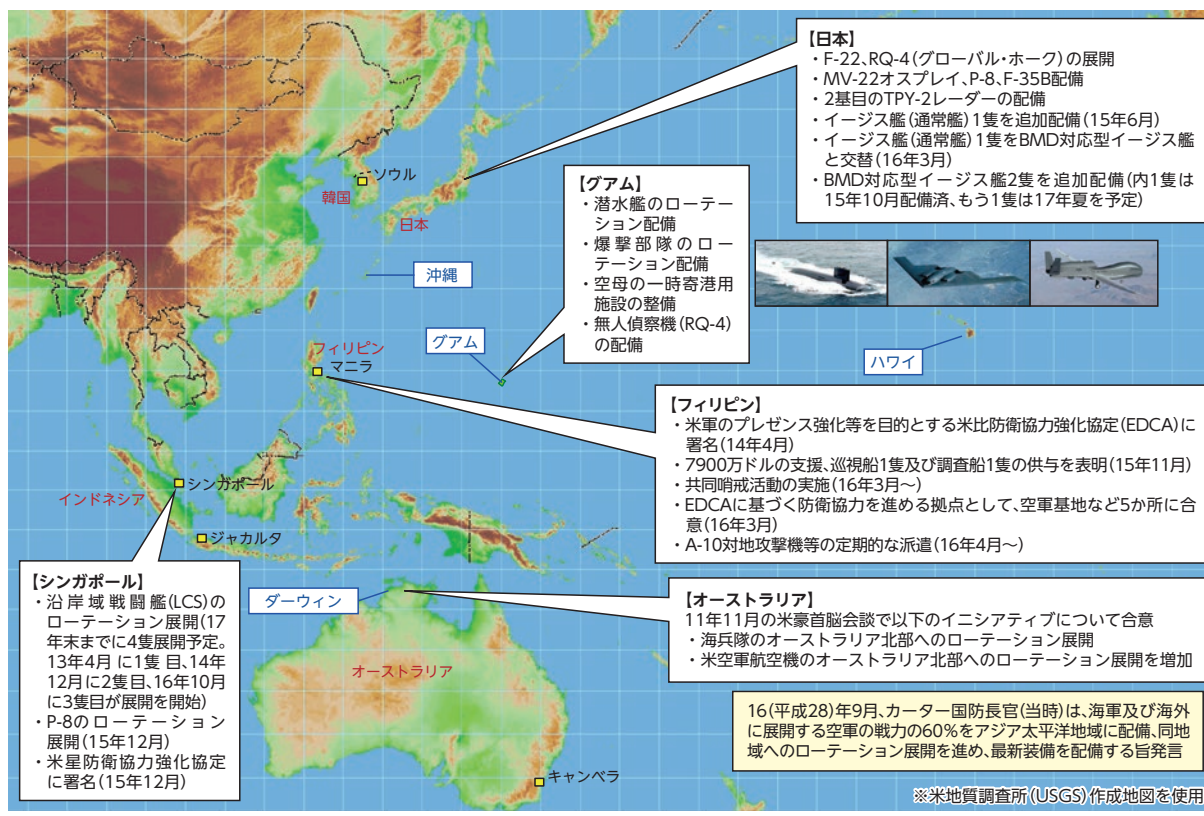 【日本】
・F-22、RQ-4(グローバル・ホーク)の展開
・MV-22オスプレイ、P-8、F-35B配備
・2基目のTPY-2レーダーの配備
・イージス艦(通常艦)1隻を追加配備(15年6月)
・イージス艦(通常艦)1隻をBMD対応型イージス艦
と交替(16年3月)
・BMD対応型イージス艦2隻を追加配備(内1隻は
15年10月配備済、もう1隻は17年夏を予定)
ソウル
韓国
日本
沖縄
【グアム】
・潜水艦のローテー
ション配備
・爆撃部隊のロー
テーション配備
・空母の一時寄港用
施設の整備
・無人偵察機(RQ-4)
の配備
グアム
ハワイ
フィリピン
マニラ
【フィリピン】
・米軍のプレゼンス強化等を目的とする米比防衛協力強化協定(EDCA)に
署名(14年4月)
・7900万ドルの支援、巡視船1隻及び調査船1隻の供与を表明(15年11月)
・共同哨戒活動の実施(16年3月～)
・EDCAに基づく防衛協力を進める拠点として、空軍基地など5か所に合
意(16年3月)
・A-10対地攻撃機等の定期的な派遣(16年4月～)
シンガポール
インドネシア
ジャカルタ
【シンガポール】
・沿岸域戦闘艦(LCS)の
ローテーション展開(17
年末までに4隻展開予定。
13年4月に1隻目、14年
12月に2隻目、16年10月
に3隻目が展開を開始)
・P-8のローテーション
展開(15年12月)
・米星防衛協力強化協定
に署名(15年12月)
ダーウィン
オーストラリア
【オーストラリア】
11年11月の米豪首脳会談で以下のイニシアティブについて合意
・海兵隊のオーストラリア北部へのローテーション展開
・米空軍航空機のオーストラリア北部へのローテーション展開を増加
16(平成28)年9月、カーター国防長官(当時)は、海軍及び海外
に展開する空軍の戦力の60%をアジア太平洋地域に配備、同地
域へのローテーション展開を進め、最新装備を配備する旨発言
キャンベラ
※米地質調査所(USGS)作成地図を使用